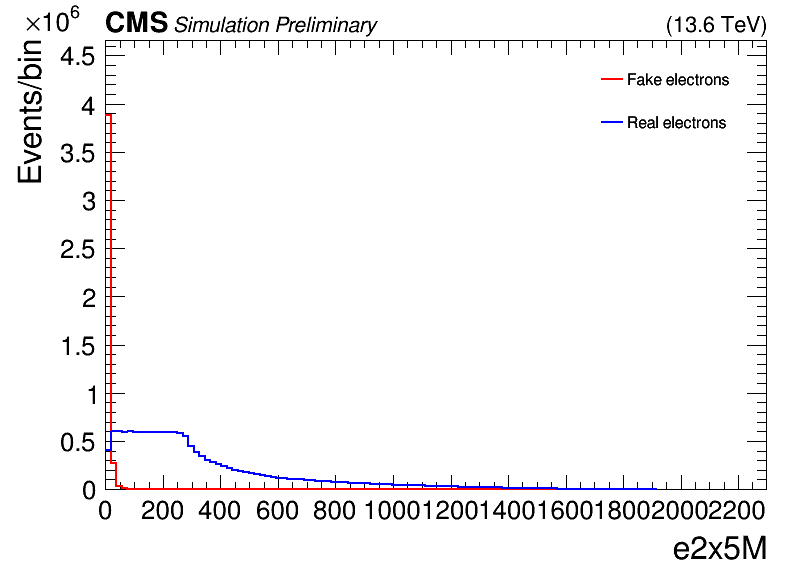 ×10⁶ CMS Simulation Preliminary (13.6 TeV)
Events/bin
4.5
4
3.5
3
2.5
2
1.5
1
0.5
0
Fake electrons
Real electrons
0 200 400 600 800 1000 1200 1400 1600 1800 2000 2200
e2x5M